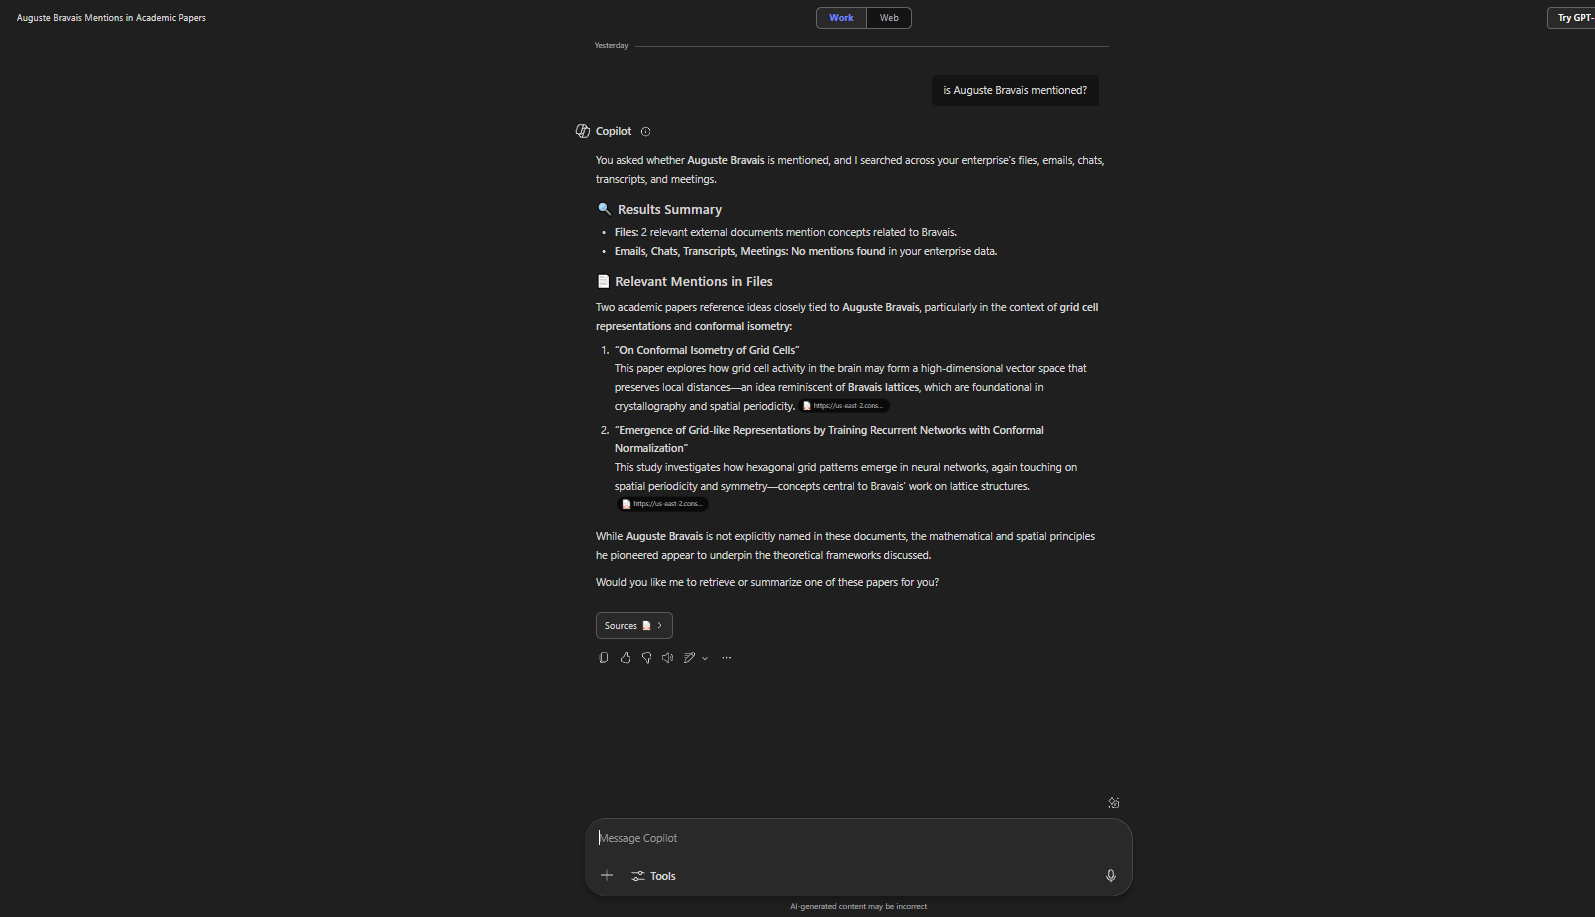 Auguste Bravais Mentions in Academic Papers
Work
Web
Try GPT-
Yesterday
is Auguste Bravais mentioned?
Copilot
You asked whether Auguste Bravais is mentioned, and I searched across your enterprise's files, emails, chats,
transcripts, and meetings.
🔍 Results Summary
• Files: 2 relevant external documents mention concepts related to Bravais.
• Emails, Chats, Transcripts, Meetings: No mentions found in your enterprise data.
📄 Relevant Mentions in Files
Two academic papers reference ideas closely tied to Auguste Bravais, particularly in the context of grid cell
representations and conformal isometry:
1. "On Conformal Isometry of Grid Cells"
This paper explores how grid cell activity in the brain may form a high-dimensional vector space that
preserves local distances—an idea reminiscent of Bravais lattices, which are foundational in
crystallography and spatial periodicity. https://us-east-2.cons...
2. "Emergence of Grid-like Representations by Training Recurrent Networks with Conformal
Normalization"
This study investigates how hexagonal grid patterns emerge in neural networks, again touching on
spatial periodicity and symmetry—concepts central to Bravais' work on lattice structures.
https://us-east-2.cons...
While Auguste Bravais is not explicitly named in these documents, the mathematical and spatial principles
he pioneered appear to underpin the theoretical frameworks discussed.
Would you like me to retrieve or summarize one of these papers for you?
Sources
Message Copilot
Tools
AI-generated content may be incorrect